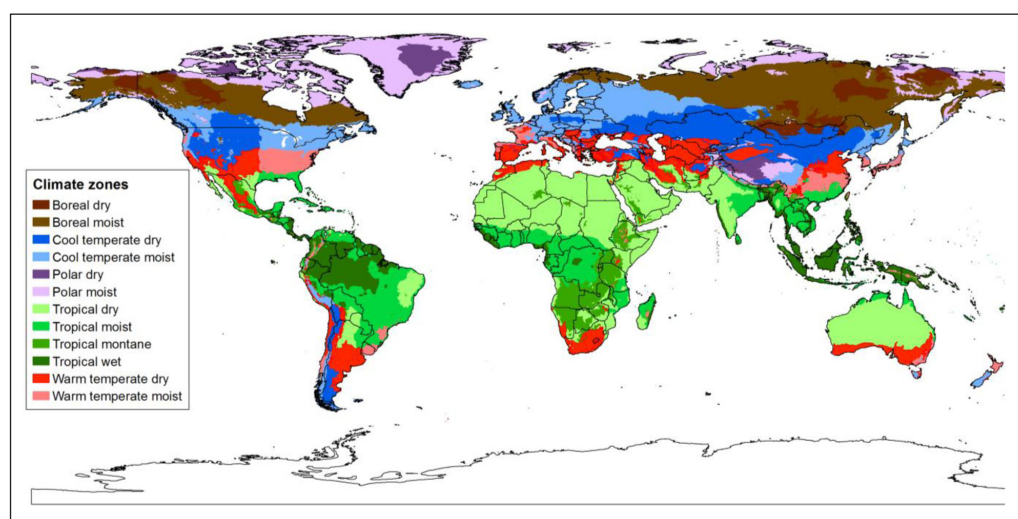 Climate zones
Boreal dry
Boreal moist
Cool temperate dry
Cool temperate moist
Polar dry
Polar moist
Tropical dry
Tropical moist
Tropical montane
Tropical wet
Warm temperate dry
Warm temperate moist